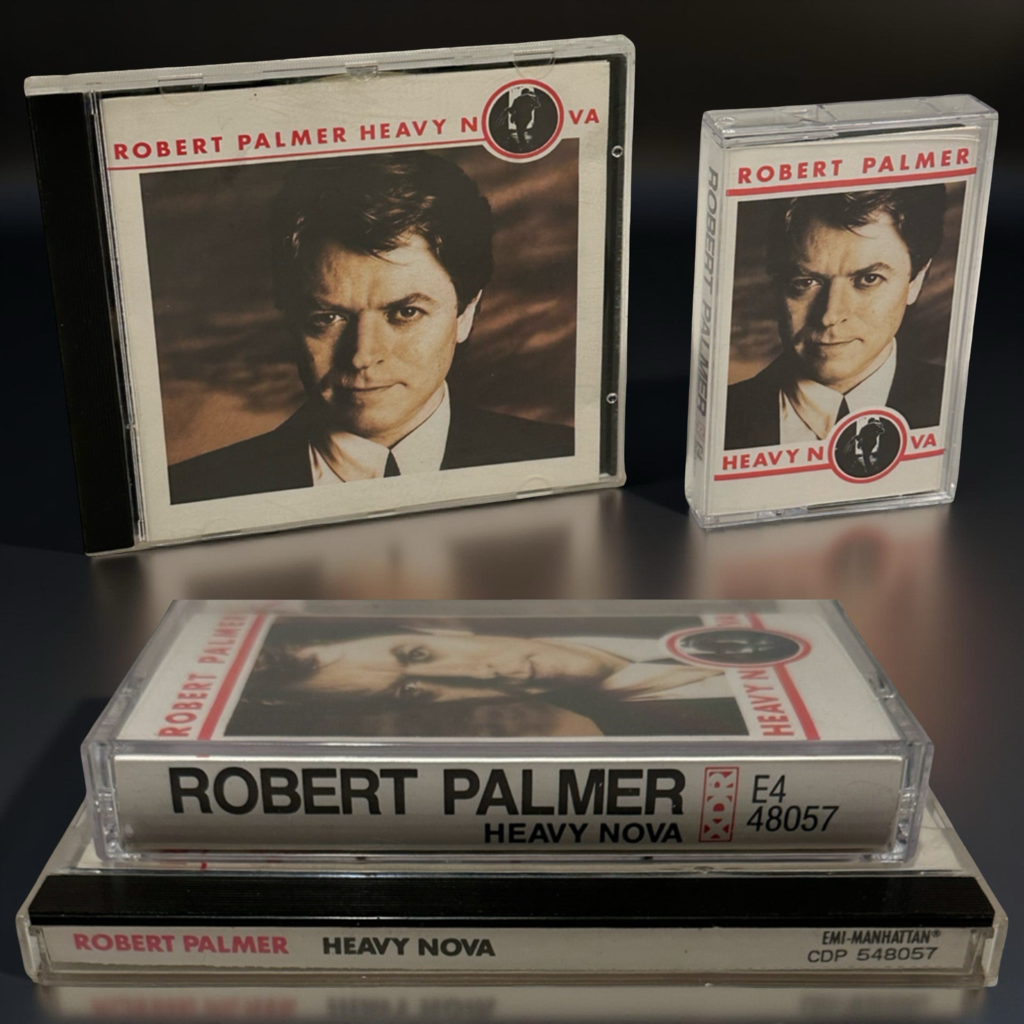 ROBERT PALMER HEAVY N VA
ROBERT PALMER
ROBERT PALMER
HEAVY N VA
ROBERT PALMER
HEAVY N
VA
ROBERT PALMER
HEAVY NOVA
XDR
E4
48057
ROBERT PALMER HEAVY NOVA
EMI-MANHATTAN®
CDP 548057